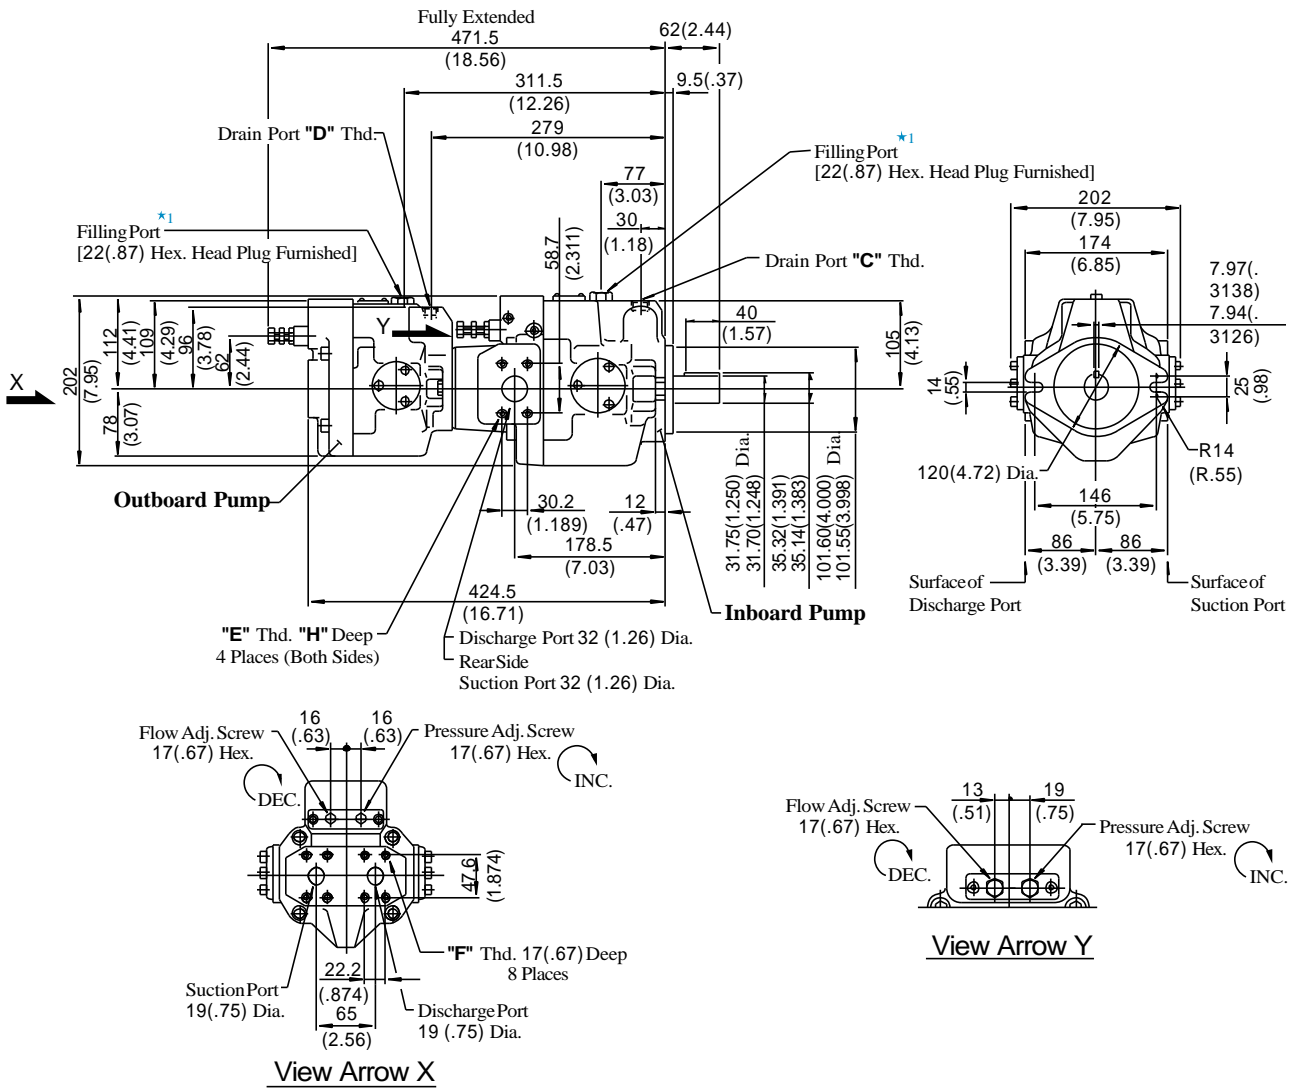 Fully Extended
471.5
(18.56)
62(2.44)
311.5
(12.26)
9.5(.37)
Drain Port "D" Thd.
279
(10.98)
★1
Filling Port
[22(.87) Hex. Head Plug Furnished]
77
(3.03)
202
(7.95)
★1
Filling Port
[22(.87) Hex. Head Plug Furnished]
30
(1.18)
58.7
(2.311)
174
(6.85)
Drain Port "C" Thd.
7.97(.
3138)
7.94(.
3126)
Y
40
(1.57)
105
(4.13)
112
(4.41)
109
(4.29)
96
(3.78)
62
(2.44)
202
(7.95)
78
(3.07)
X
14
(.55)
25
(.98)
R14
(R.55)
120(4.72) Dia.
Outboard Pump
30.2
(1.189)
12
(.47)
31.75(1.250) Dia.
31.70(1.248)
35.32(1.391)
35.14(1.383)
101.60(4.000) Dia.
101.55(3.998)
146
(5.75)
178.5
(7.03)
86
(3.39)
86
(3.39)
Surface of
Discharge Port
Surface of
Suction Port
424.5
(16.71)
Inboard Pump
"E" Thd. "H" Deep
4 Places (Both Sides)
Discharge Port 32 (1.26) Dia.
Rear Side
Suction Port 32 (1.26) Dia.
16
(.63)
16
(.63)
Flow Adj. Screw
17(.67) Hex.
Pressure Adj. Screw
17(.67) Hex.
DEC.
INC.
47.6
(1.874)
"F" Thd. 17(.67) Deep
8 Places
22.2
(.874)
Suction Port
19(.75) Dia.
65
(2.56)
Discharge Port
19 (.75) Dia.
View Arrow X
13
(.51)
19
(.75)
Flow Adj. Screw
17(.67) Hex.
Pressure Adj. Screw
17(.67) Hex.
DEC.
INC.
View Arrow Y